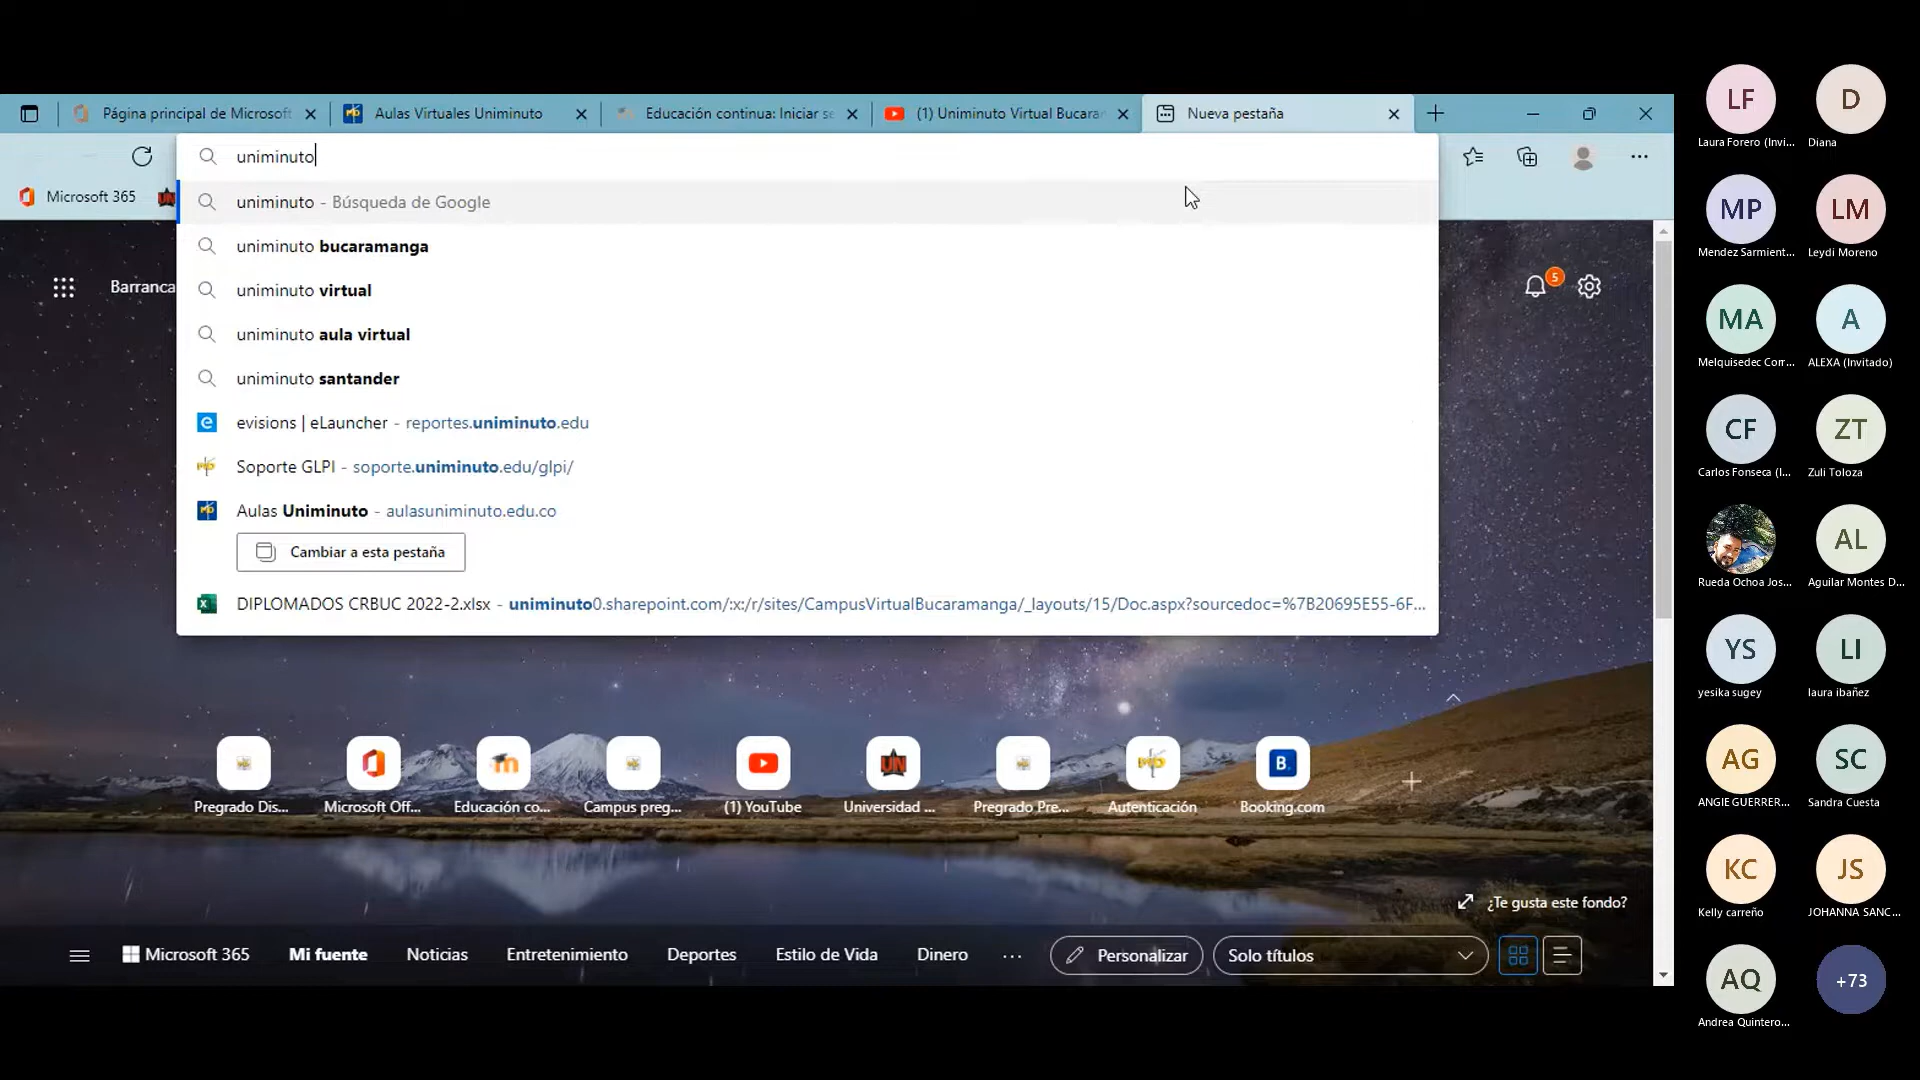 Página principal de Microsoft
Aulas Virtuales Uniminuto
Educación continua: Iniciar se
(1) Uniminuto Virtual Bucarar
Nueva pestaña
uniminuto
Microsoft 365
uniminuto - Búsqueda de Google
uniminuto bucaramanga
uniminuto virtual
uniminuto aula virtual
uniminuto santander
evisions | eLauncher - reportes.uniminuto.edu
Soporte GLPI - soporte.uniminuto.edu/glpi/
Aulas Uniminuto - aulasuniminuto.edu.co
Cambiar a esta pestaña
DIPLOMADOS CRBUC 2022-2.xlsx - uniminuto0.sharepoint.com/:x:/r/sites/CampusVirtualBucaramanga/_layouts/15/Doc.aspx?sourcedoc=%7B20695E55-6F...
Barranca
5
Pregrado Dis...
Microsoft Off...
Educación co...
Campus preg...
(1) YouTube
Universidad ...
Pregrado Pre...
Autenticación
Booking.com
¿Te gusta este fondo?
Microsoft 365
Mi fuente
Noticias
Entretenimiento
Deportes
Estilo de Vida
Dinero
...
Personalizar
Solo títulos
LF
Laura Forero (Invi...
D
Diana
MP
Mendez Sarmient...
LM
Leydi Moreno
MA
Melquisedec Corr...
A
ALEXA (Invitado)
CF
Carlos Fonseca (I...
ZT
Zuli Toloza
Rueda Ochoa Jos...
AL
Aguilar Montes D...
YS
yesika sugey
LI
laura ibañez
AG
ANGIE GUERRER...
SC
Sandra Cuesta
KC
Kelly carreño
JS
JOHANNA SANC...
AQ
Andrea Quintero...
+73